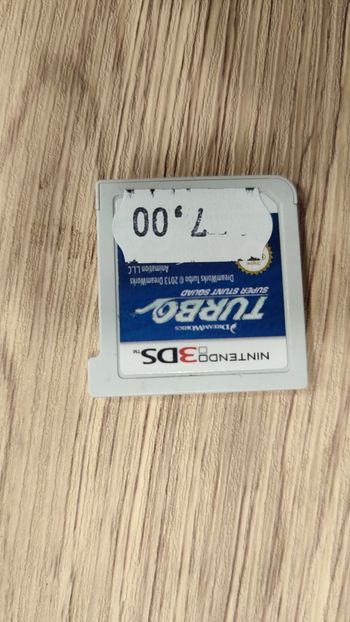 NINTENDO 3DS™
DREAMWORKS
TURBO
SUPER STUNT SQUAD
DreamWorks Turbo © 2013 DreamWorks
Animation LLC
7,00